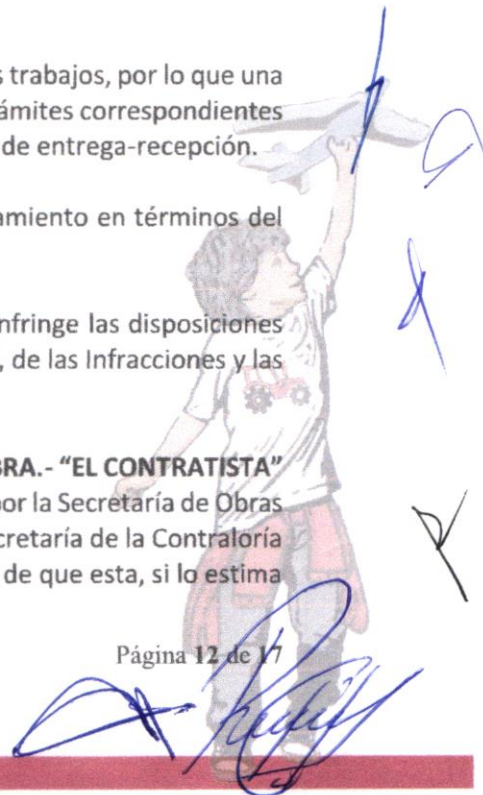 s trabajos, por lo que una
ámites correspondientes
de entrega-recepción.
amiento en términos del
nfringe las disposiciones
, de las Infracciones y las
BRA.- “EL CONTRATISTA”
por la Secretaría de Obras
cretaría de la Contraloría
de que esta, si lo estima
Página 12 de 17